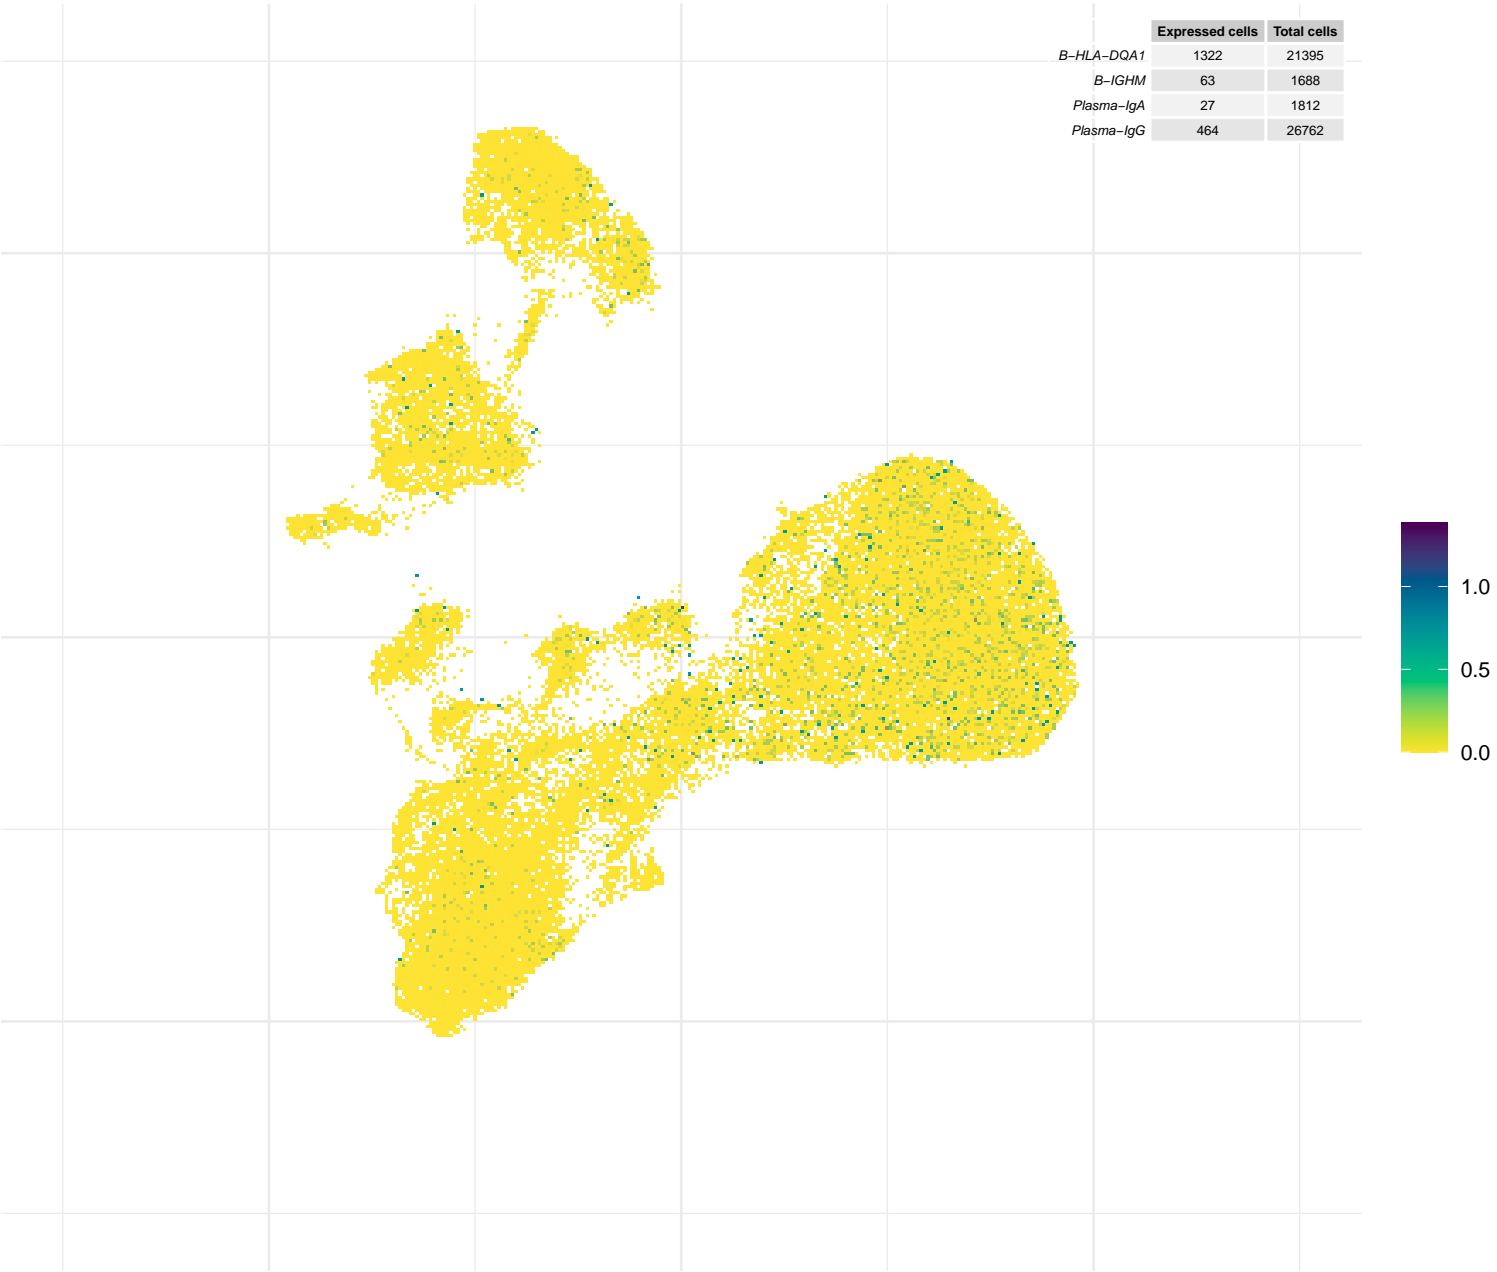 Expressed cells Total cells
B−HLA−DQA1 1322 21395
B−IGHM 63 1688
Plasma−IgA 27 1812
Plasma−IgG 464 26762
1.0
0.5
0.0